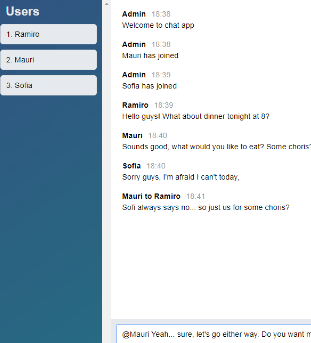 Users
1. Ramiro
2. Mauri
3. Sofia
Admin 18:38
Welcome to chat app
Admin 18:38
Mauri has joined
Admin 18:39
Sofia has joined
Ramiro 18:39
Hello guys! What about dinner tonight at 8?
Mauri 18:40
Sounds good, what would you like to eat? Some choris?
Sofia 18:40
Sorry guys, I'm afraid I can't today,
Mauri to Ramiro 18:41
Sofi always says no... so just us for some choris?
@Mauri Yeah... sure, let's go either way. Do you want m